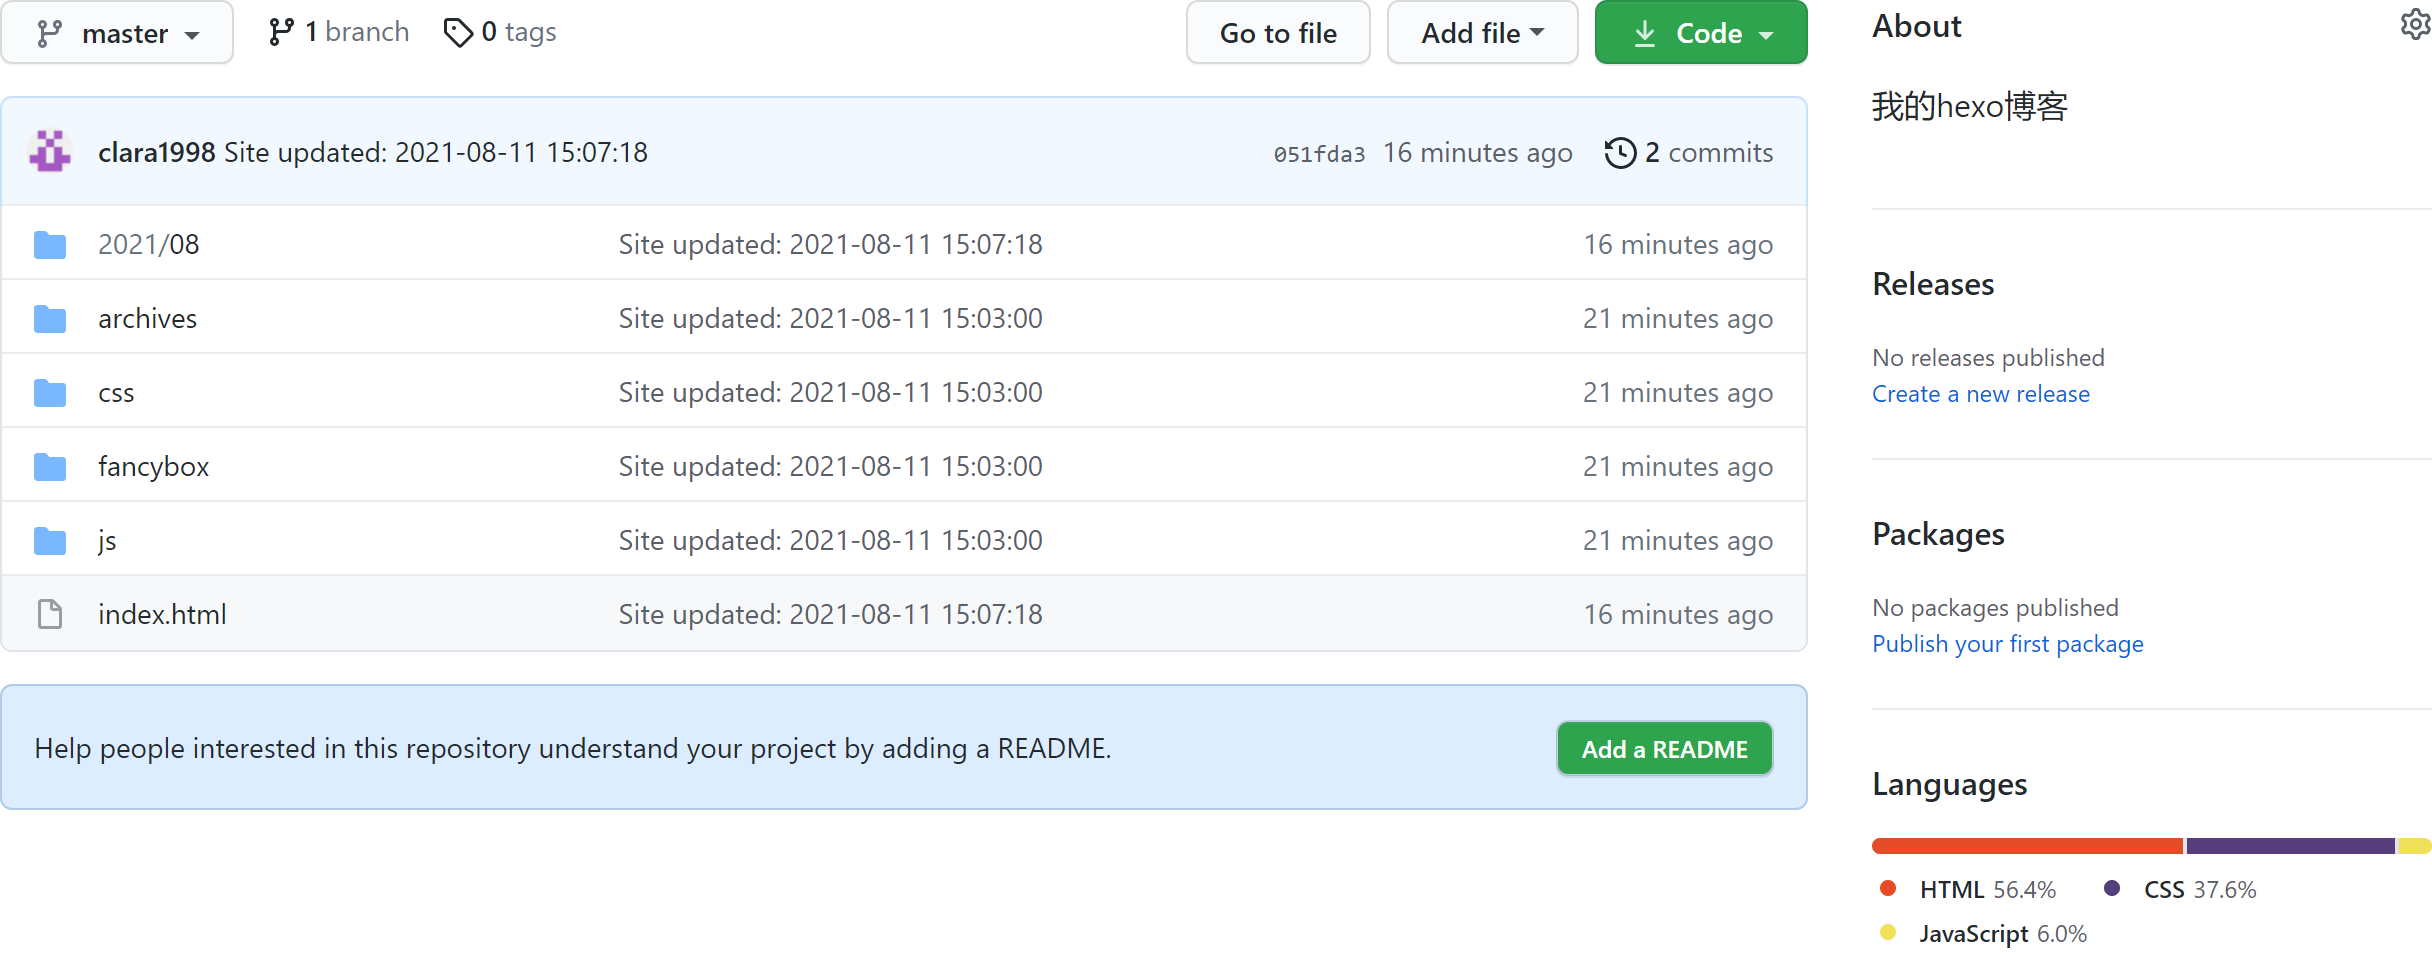 master 1 branch 0 tags Go to file Add file Code
clara1998 Site updated: 2021-08-11 15:07:18 051fda3 16 minutes ago 2 commits
2021/08 Site updated: 2021-08-11 15:07:18 16 minutes ago
archives Site updated: 2021-08-11 15:03:00 21 minutes ago
css Site updated: 2021-08-11 15:03:00 21 minutes ago
fancybox Site updated: 2021-08-11 15:03:00 21 minutes ago
js Site updated: 2021-08-11 15:03:00 21 minutes ago
index.html Site updated: 2021-08-11 15:07:18 16 minutes ago
Help people interested in this repository understand your project by adding a README. Add a README
About
我的hexo博客
Releases
No releases published
Create a new release
Packages
No packages published
Publish your first package
Languages
HTML 56.4% CSS 37.6%
JavaScript 6.0%